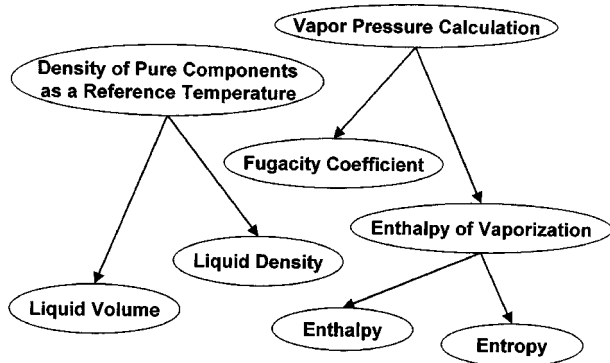 Vapor Pressure Calculation
Density of Pure Components
as a Reference Temperature
Fugacity Coefficient
Enthalpy of Vaporization
Liquid Density
Liquid Volume
Enthalpy
Entropy